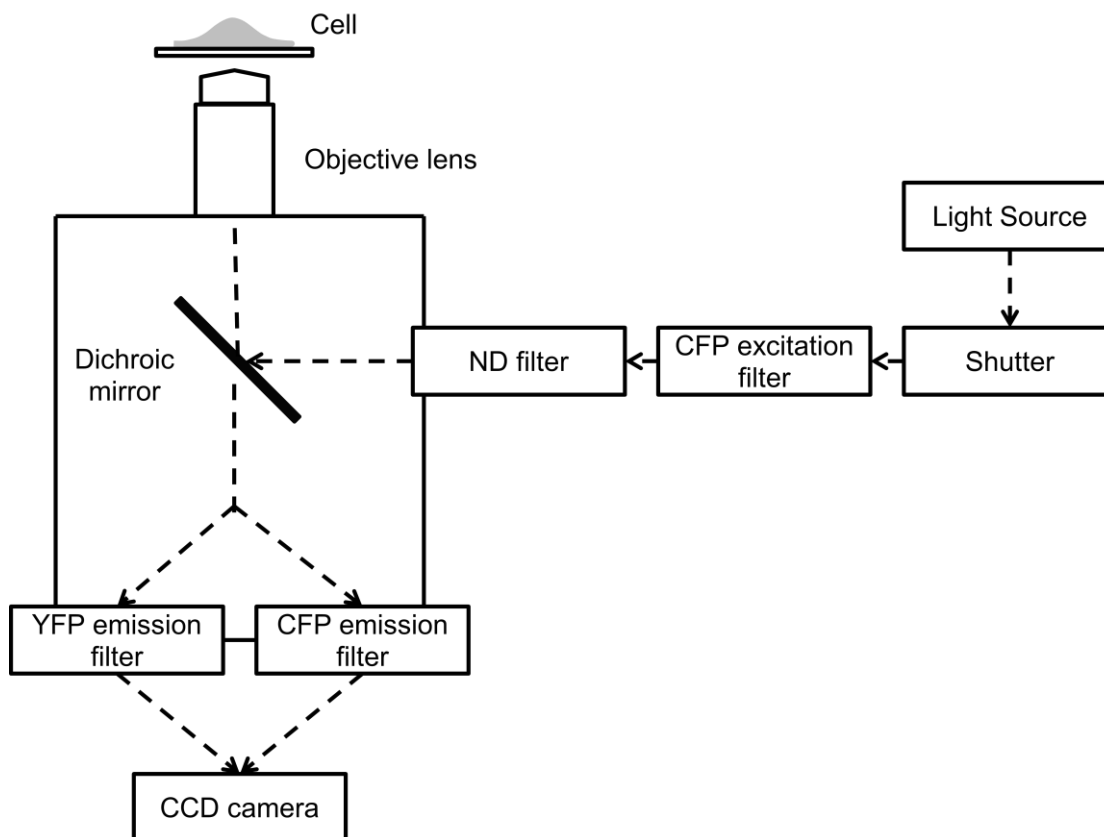 Cell
Objective lens
Light Source
Dichroic
mirror
ND filter
CFP excitation
filter
Shutter
YFP emission
filter
CFP emission
filter
CCD camera